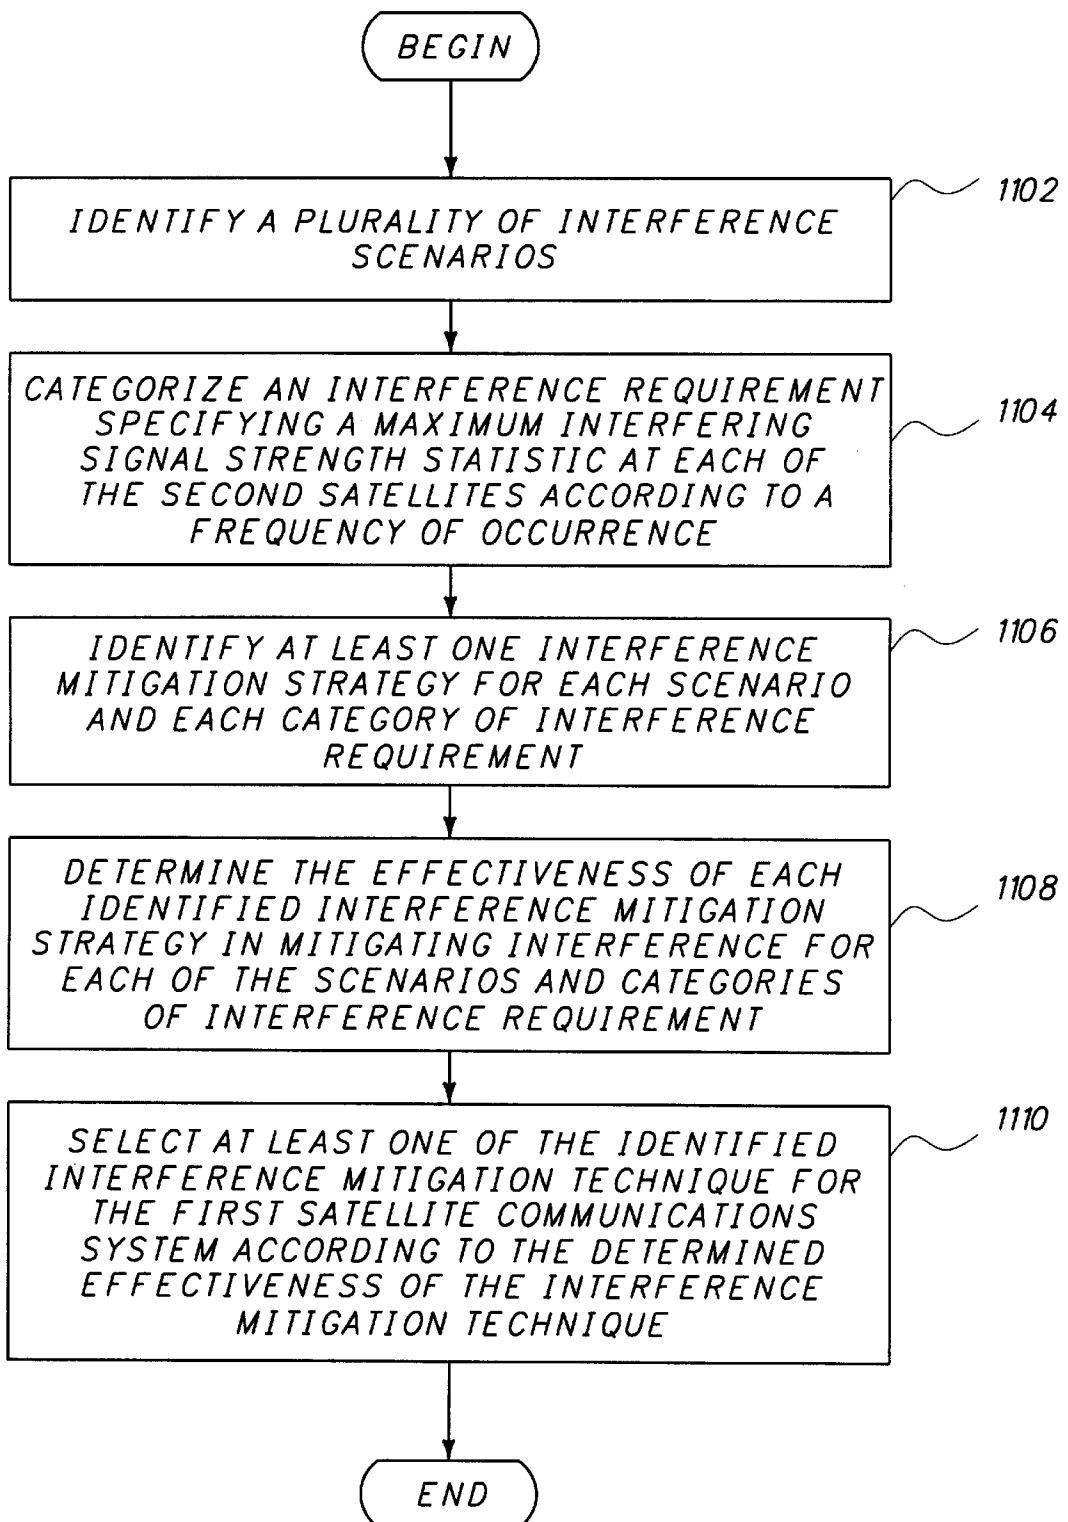 BEGIN
1102
IDENTIFY A PLURALITY OF INTERFERENCE
SCENARIOS
1104
CATEGORIZE AN INTERFERENCE REQUIREMENT
SPECIFYING A MAXIMUM INTERFERING
SIGNAL STRENGTH STATISTIC AT EACH OF
THE SECOND SATELLITES ACCORDING TO A
FREQUENCY OF OCCURRENCE
1106
IDENTIFY AT LEAST ONE INTERFERENCE
MITIGATION STRATEGY FOR EACH SCENARIO
AND EACH CATEGORY OF INTERFERENCE
REQUIREMENT
1108
DETERMINE THE EFFECTIVENESS OF EACH
IDENTIFIED INTERFERENCE MITIGATION
STRATEGY IN MITIGATING INTERFERENCE FOR
EACH OF THE SCENARIOS AND CATEGORIES
OF INTERFERENCE REQUIREMENT
1110
SELECT AT LEAST ONE OF THE IDENTIFIED
INTERFERENCE MITIGATION TECHNIQUE FOR
THE FIRST SATELLITE COMMUNICATIONS
SYSTEM ACCORDING TO THE DETERMINED
EFFECTIVENESS OF THE INTERFERENCE
MITIGATION TECHNIQUE
END